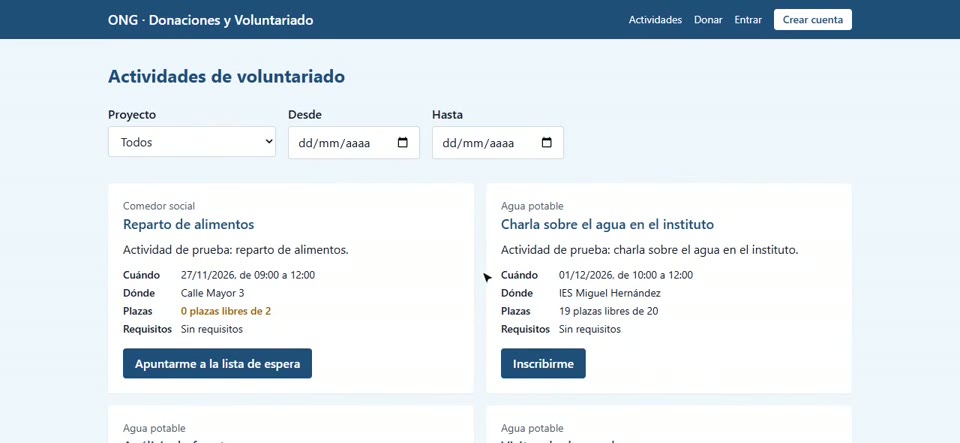 ONG · Donaciones y Voluntariado
Actividades Donar Entrar Crear cuenta
Actividades de voluntariado
Proyecto Desde Hasta
Todos dd/mm/aaaa dd/mm/aaaa
Comedor social
Reparto de alimentos
Actividad de prueba: reparto de alimentos.
Cuándo 27/11/2026, de 09:00 a 12:00
Dónde Calle Mayor 3
Plazas 0 plazas libres de 2
Requisitos Sin requisitos
Apuntarme a la lista de espera
Agua potable
Charla sobre el agua en el instituto
Actividad de prueba: charla sobre el agua en el instituto.
Cuándo 01/12/2026, de 10:00 a 12:00
Dónde IES Miguel Hernández
Plazas 19 plazas libres de 20
Requisitos Sin requisitos
Inscribirme
Agua potable
Agua potable